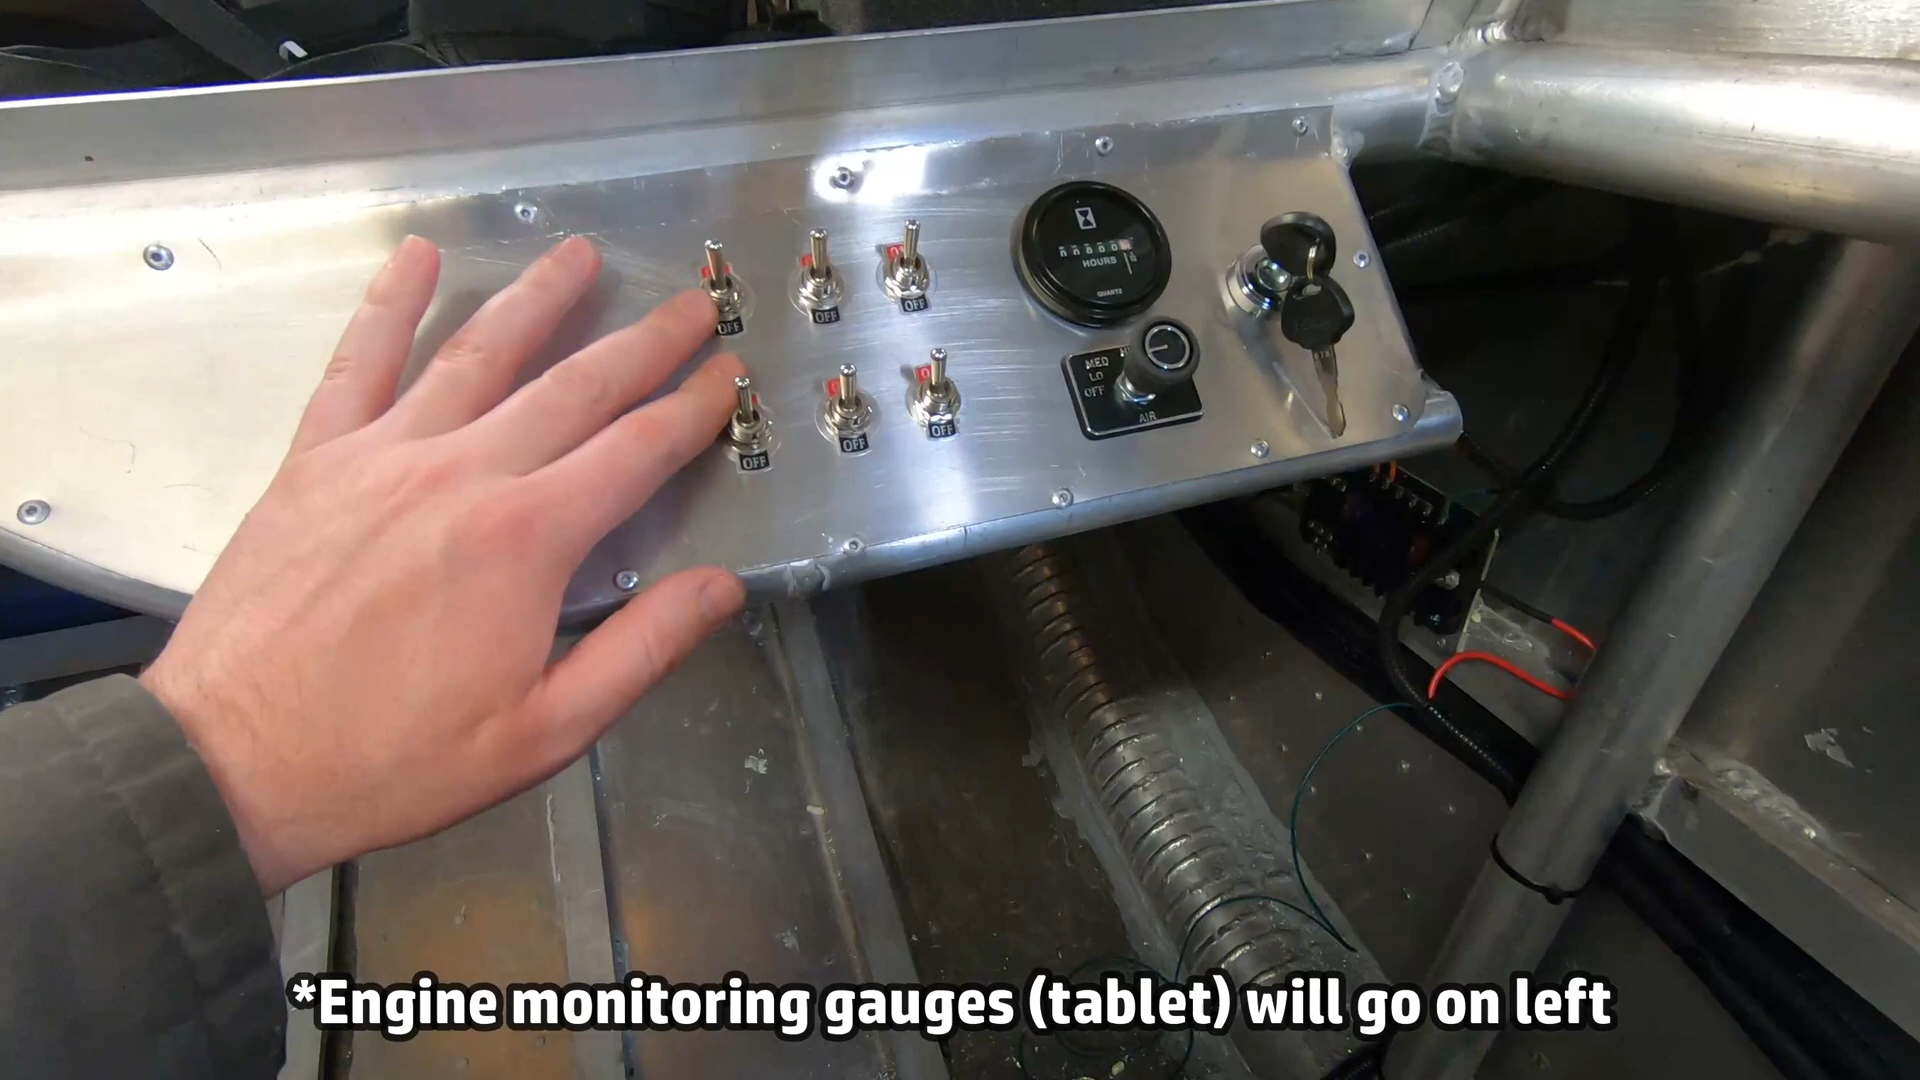 OFF
OFF
OFF
HOURS
QUARTZ
OFF
OFF
OFF
MED
LO
OFF
AIR
*Engine monitoring gauges (tablet) will go on left